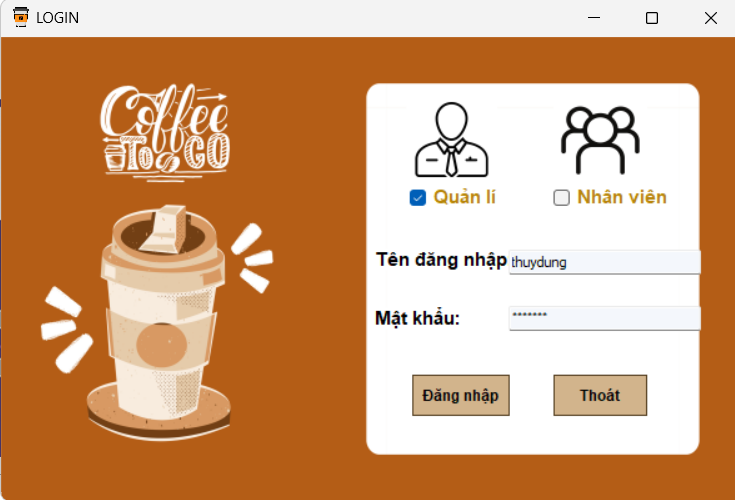 LOGIN
Coffee
TO GO
Quản lí
Nhân viên
Tên đăng nhập
thuydung
Mật khẩu:
*******
Đăng nhập
Thoát